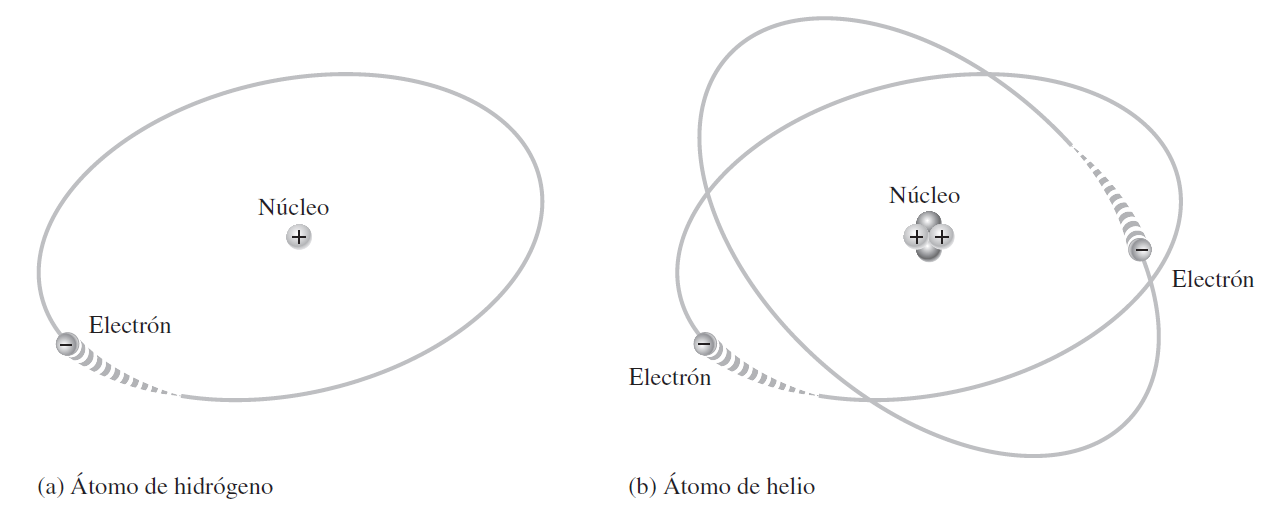 Núcleo
+
Electrón
−
(a) Átomo de hidrógeno
Núcleo
+ +
−
Electrón
−
Electrón
(b) Átomo de helio